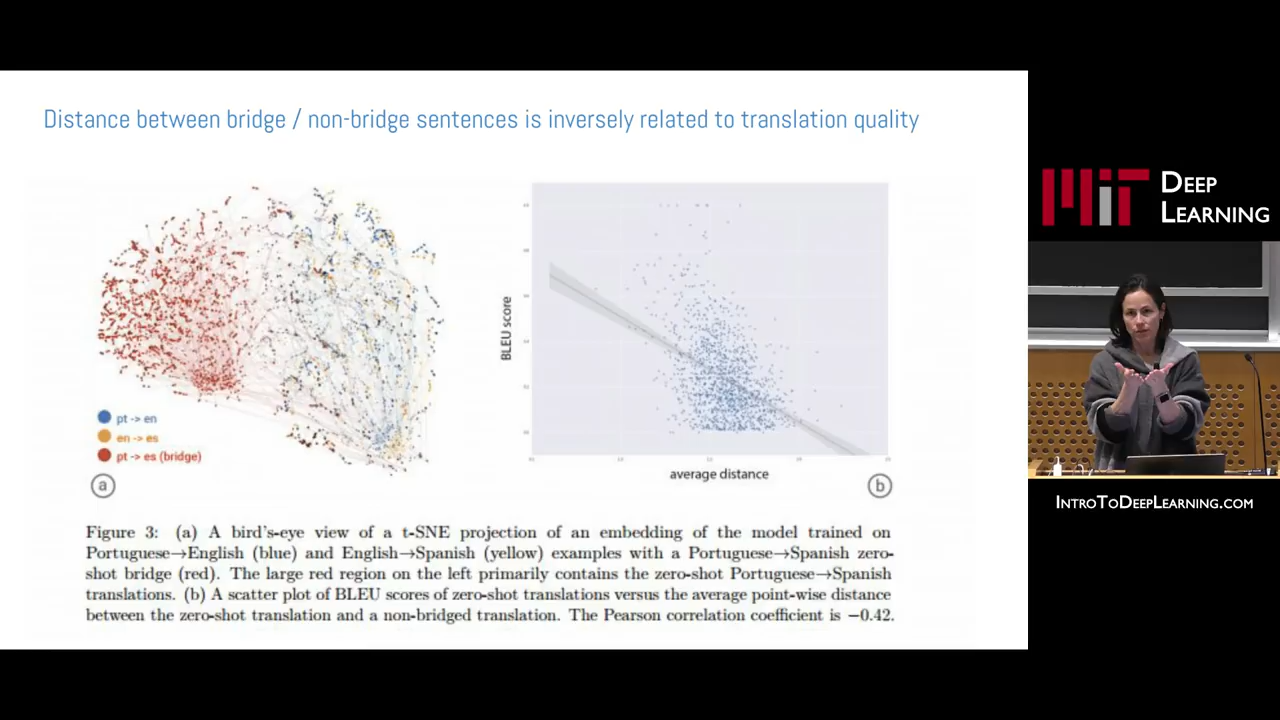 Distance between bridge / non-bridge sentences is inversely related to translation quality
pt -> en
en -> es
pt -> es (bridge)
a
BLEU score
average distance
b
Figure 3: (a) A bird's-eye view of a t-SNE projection of an embedding of the model trained on
Portuguese→English (blue) and English→Spanish (yellow) examples with a Portuguese→Spanish zero-
shot bridge (red). The large red region on the left primarily contains the zero-shot Portuguese→Spanish
translations. (b) A scatter plot of BLEU scores of zero-shot translations versus the average point-wise distance
between the zero-shot translation and a non-bridged translation. The Pearson correlation coefficient is −0.42.
MIT
DEEP
LEARNING
INTROTODEEPLEARNING.COM